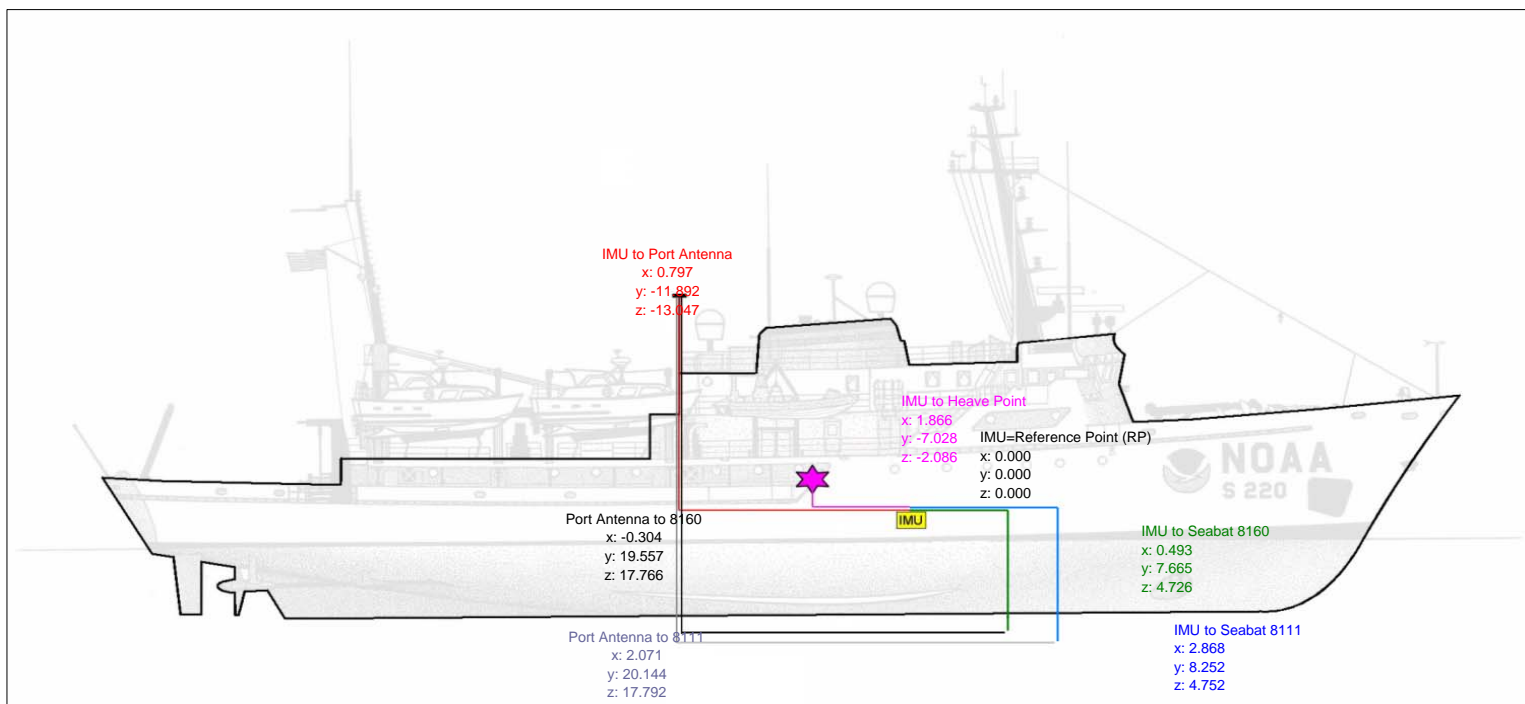 IMU to Port Antenna
x: 0.797
y: -11.892
z: -13.047
IMU to Heave Point
x: 1.866
y: -7.028
z: -2.086
IMU=Reference Point (RP)
x: 0.000
y: 0.000
z: 0.000
NOAA
S 220
IMU
Port Antenna to 8160
x: -0.304
y: 19.557
z: 17.766
IMU to Seabat 8160
x: 0.493
y: 7.665
z: 4.726
Port Antenna to 8111
x: 2.071
y: 20.144
z: 17.792
IMU to Seabat 8111
x: 2.868
y: 8.252
z: 4.752